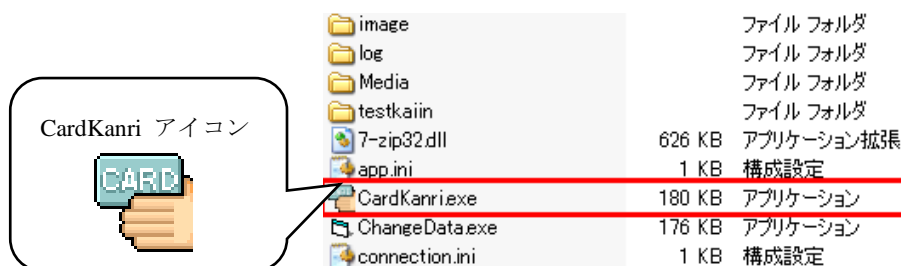 image ファイル フォルダ
log ファイル フォルダ
Media ファイル フォルダ
testkaiin ファイル フォルダ
7-zip32.dll 626 KB アプリケーション拡張
app.ini 1 KB 構成設定
CardKanri.exe 180 KB アプリケーション
ChangeData.exe 176 KB アプリケーション
connection.ini 1 KB 構成設定
CardKanri アイコン
CARD